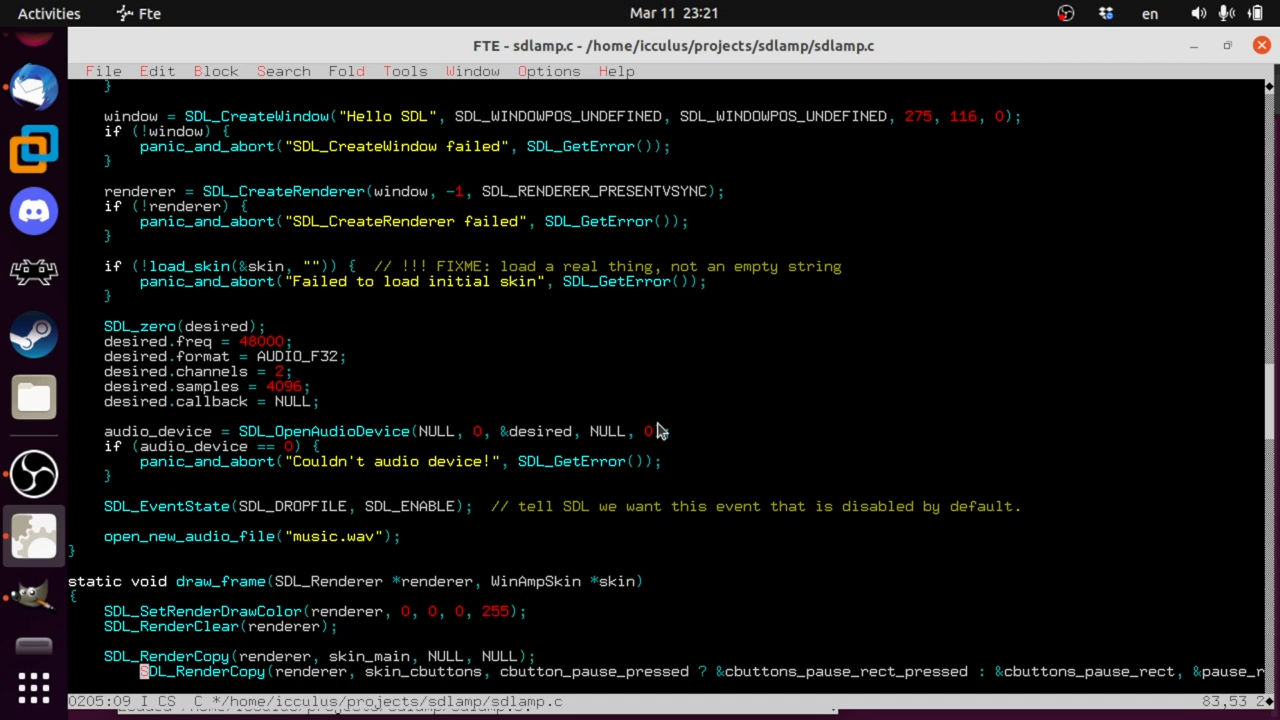 Activities
Fte
Mar 11 23:21
en
FTE - sdlamp.c - /home/icculus/projects/sdlamp/sdlamp.c
File Edit Block Search Fold Tools Window Options Help
}
window = SDL_CreateWindow("Hello SDL", SDL_WINDOWPOS_UNDEFINED, SDL_WINDOWPOS_UNDEFINED, 275, 116, 0);
if (!window) {
panic_and_abort("SDL_CreateWindow failed", SDL_GetError());
}
renderer = SDL_CreateRenderer(window, -1, SDL_RENDERER_PRESENTVSYNC);
if (!renderer) {
panic_and_abort("SDL_CreateRenderer failed", SDL_GetError());
}
if (!load_skin(&skin, "")) { // !!! FIXME: load a real thing, not an empty string
panic_and_abort("Failed to load initial skin", SDL_GetError());
}
SDL_zero(desired);
desired.freq = 48000;
desired.format = AUDIO_F32;
desired.channels = 2;
desired.samples = 4096;
desired.callback = NULL;
audio_device = SDL_OpenAudioDevice(NULL, 0, &desired, NULL, 0);
if (audio_device == 0) {
panic_and_abort("Couldn't audio device!", SDL_GetError());
}
SDL_EventState(SDL_DROPFILE, SDL_ENABLE); // tell SDL we want this event that is disabled by default.
open_new_audio_file("music.wav");
}
static void draw_frame(SDL_Renderer *renderer, WinAmpSkin *skin)
{
SDL_SetRenderDrawColor(renderer, 0, 0, 0, 255);
SDL_RenderClear(renderer);
SDL_RenderCopy(renderer, skin_main, NULL, NULL);
SDL_RenderCopy(renderer, skin_cbuttons, cbutton_pause_pressed ? &cbuttons_pause_rect_pressed : &cbuttons_pause_rect, &pause_r
0205:09 I CS C */home/icculus/projects/sdlamp/sdlamp.c 83,53 2